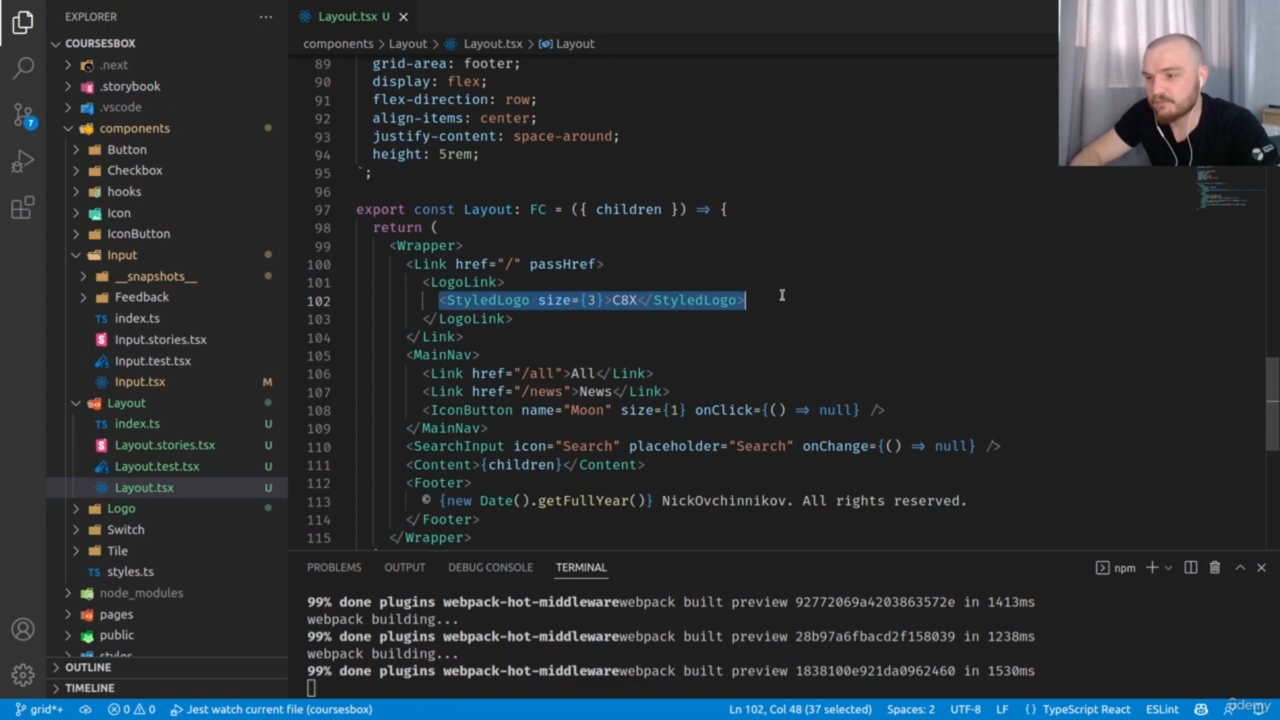 EXPLORER
COURSESBOX
.next
.storybook
.vscode
components
Button
Checkbox
hooks
Icon
IconButton
Input
__snapshots__
Feedback
index.ts
Input.stories.tsx
Input.test.tsx
Input.tsx M
Layout
index.ts U
Layout.stories.tsx U
Layout.test.tsx U
Layout.tsx U
Logo
Switch
Tile
styles.ts
node_modules
pages
public
OUTLINE
TIMELINE
7
Layout.tsx U
components > Layout > Layout.tsx > Layout
89 grid-area: footer;
90 display: flex;
91 flex-direction: row;
92 align-items: center;
93 justify-content: space-around;
94 height: 5rem;
95 `;
96
97 export const Layout: FC = ({ children }) ⇒ {
98 return (
99 <Wrapper>
100 <Link href="/" passHref>
101 <LogoLink>
102 <StyledLogo size={3}>C8X</StyledLogo>
103 </LogoLink>
104 </Link>
105 <MainNav>
106 <Link href="/all">All</Link>
107 <Link href="/news">News</Link>
108 <IconButton name="Moon" size={1} onClick={() ⇒ null} />
109 </MainNav>
110 <SearchInput icon="Search" placeholder="Search" onChange={() ⇒ null} />
111 <Content>{children}</Content>
112 <Footer>
113 © {new Date().getFullYear()} NickOvchinnikov. All rights reserved.
114 </Footer>
115 </Wrapper>
PROBLEMS OUTPUT DEBUG CONSOLE TERMINAL npm
99% done plugins webpack-hot-middlewarewebpack built preview 92772069a4203863572e in 1413ms
webpack building...
99% done plugins webpack-hot-middlewarewebpack built preview 28b97a6fbacd2f158039 in 1238ms
webpack building...
99% done plugins webpack-hot-middlewarewebpack built preview 1838100e921da0962460 in 1530ms
grid*+ 0 0 Jest watch current file (coursesbox) Ln 102, Col 48 (37 selected) Spaces: 2 UTF-8 LF { } TypeScript React ESLint
udemy